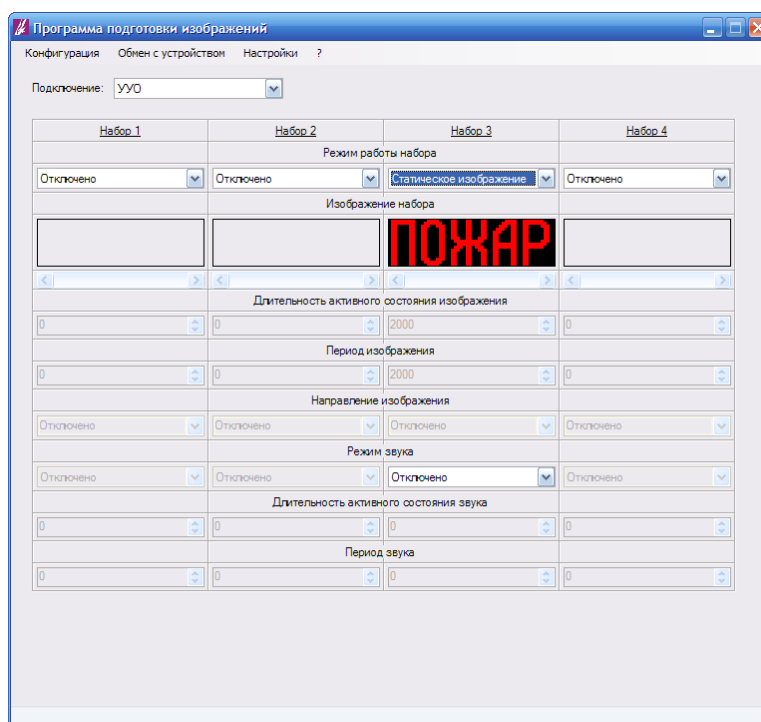 Программа подготовки изображений
Конфигурация Обмен с устройством Настройки ?
Подключение: УУО
Набор 1 Набор 2 Набор 3 Набор 4
Режим работы набора
Отключено Отключено Статическое изображение Отключено
Изображение набора
ПОЖАР
Длительность активного состояния изображения
0 0 2000 0
Период изображения
0 0 2000 0
Направление изображения
Отключено Отключено Отключено Отключено
Режим звука
Отключено Отключено Отключено Отключено
Длительность активного состояния звука
0 0 0 0
Период звука
0 0 0 0